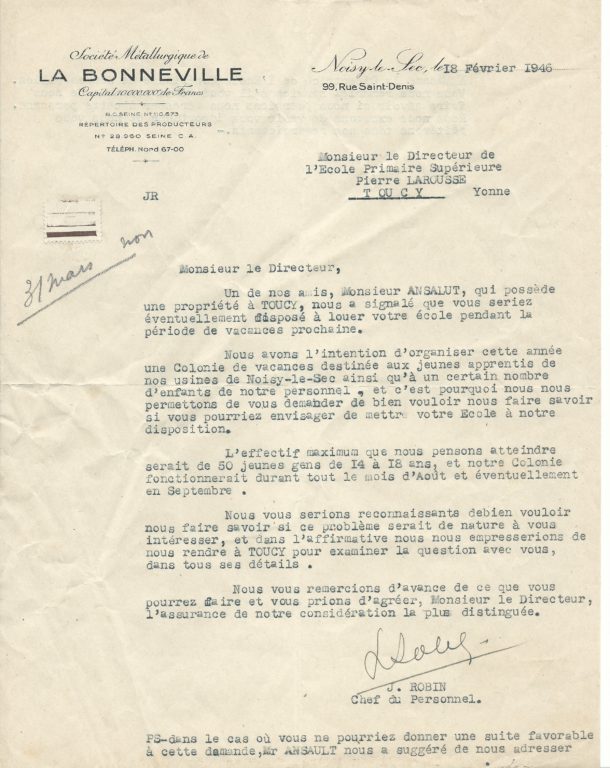 Société Métallurgique de
LA BONNEVILLE
Capital 10.000.000 de Francs
R.C. SEINE Nº 110.673
RÉPERTOIRE DES PRODUCTEURS
Nº 28.960 SEINE C.A.
TÉLÉPH. Nord 67-00
Noisy-le-Sec, le 18 Février 1946
99, Rue Saint-Denis
Monsieur le Directeur de
l'Ecole Primaire Supérieure
Pierre LAROUSSE
TOUCY Yonne
JR
31 mars non
Monsieur le Directeur,
Un de nos amis, Monsieur ANSALUT, qui possède
une propriété à TOUCY, nous a signalé que vous seriez
éventuellement disposé à louer votre école pendant la
période de vacances prochaine.
Nous avons l'intention d'organiser cette année
une Colonie de vacances destinée aux jeunes apprentis de
nos usines de Noisy-le-Sec ainsi qu'à un certain nombre
d'enfants de notre personnel , et c'est pourquoi nous nous
permettons de vous demander de bien vouloir nous faire savoir
si vous pourriez envisager de mettre votre Ecole à notre
disposition.
L'effectif maximum que nous pensons atteindre
serait de 50 jeunes gens de 14 à 18 ans, et notre Colonie
fonctionnerait durant tout le mois d'Août et éventuellement
en Septembre .
Nous vous serions reconnaissants debien vouloir
nous faire savoir si ce problème serait de nature à vous
intéresser, et dans l'affirmative nous nous empresserions de
nous rendre à TOUCY pour examiner la question avec vous,
dans tous ses détails .
Nous vous remercions d'avance de ce que vous
pourrez faire et vous prions d'agréer, Monsieur le Directeur,
l'assurance de notre considération la plus distinguée.
J. ROBIN
Chef du Personnel.
PS-dans le cas où vous ne pourriez donner une suite favorable
à cette damande,Mr ANSAULT nous a suggéré de nous adresser